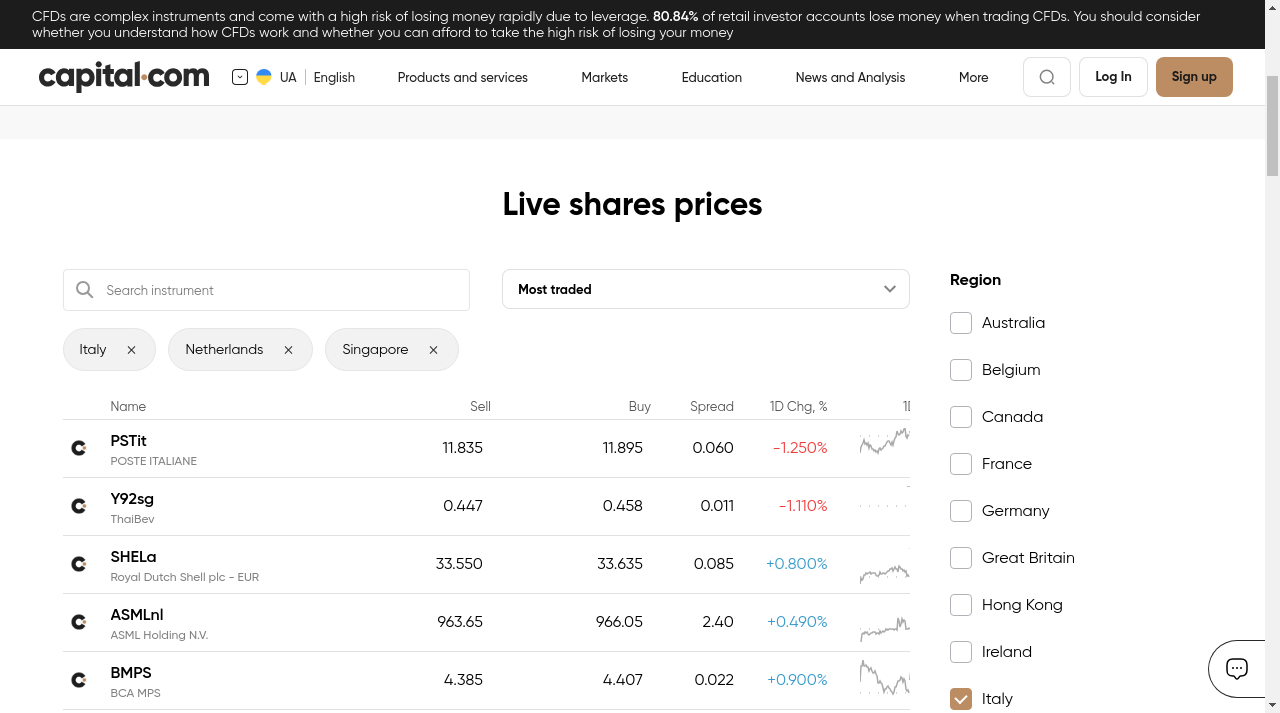 CFDs are complex instruments and come with a high risk of losing money rapidly due to leverage. 80.84% of retail investor accounts lose money when trading CFDs. You should consider
whether you understand how CFDs work and whether you can afford to take the high risk of losing your money
capital.com
UA English Products and services Markets Education News and Analysis More Log In Sign up
Live shares prices
Search instrument
Most traded
Italy Netherlands Singapore
Name Sell Buy Spread 1D Chg, %
PSTit 11.835 11.895 0.060 -1.250%
POSTE ITALIANE
Y92sg 0.447 0.458 0.011 -1.110%
ThaiBev
SHELa 33.550 33.635 0.085 +0.800%
Royal Dutch Shell plc - EUR
ASMLnl 963.65 966.05 2.40 +0.490%
ASML Holding N.V.
BMPS 4.385 4.407 0.022 +0.900%
BCA MPS
Region
Australia
Belgium
Canada
France
Germany
Great Britain
Hong Kong
Ireland
Italy